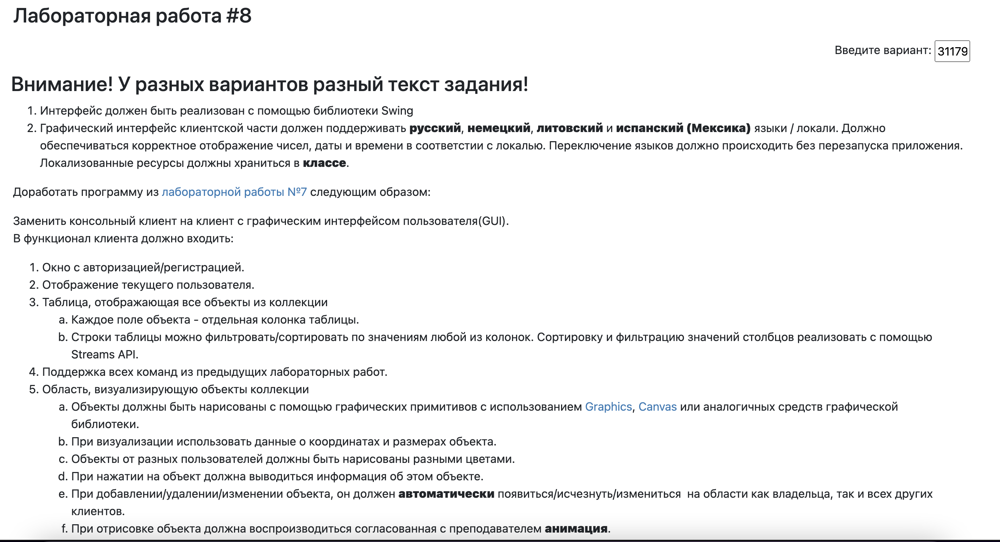 Лабораторная работа #8
Введите вариант: 31179
Внимание! У разных вариантов разный текст задания!
1. Интерфейс должен быть реализован с помощью библиотеки Swing
2. Графический интерфейс клиентской части должен поддерживать русский, немецкий, литовский и испанский (Мексика) языки / локали. Должно
обеспечиваться корректное отображение чисел, даты и времени в соответстии с локалью. Переключение языков должно происходить без перезапуска приложения.
Локализованные ресурсы должны храниться в классе.
Доработать программу из лабораторной работы №7 следующим образом:
Заменить консольный клиент на клиент с графическим интерфейсом пользователя(GUI).
В функционал клиента должно входить:
1. Окно с авторизацией/регистрацией.
2. Отображение текущего пользователя.
3. Таблица, отображающая все объекты из коллекции
a. Каждое поле объекта - отдельная колонка таблицы.
b. Строки таблицы можно фильтровать/сортировать по значениям любой из колонок. Сортировку и фильтрацию значений столбцов реализовать с помощью
Streams API.
4. Поддержка всех команд из предыдущих лабораторных работ.
5. Область, визуализирующую объекты коллекции
a. Объекты должны быть нарисованы с помощью графических примитивов с использованием Graphics, Canvas или аналогичных средств графической
библиотеки.
b. При визуализации использовать данные о координатах и размерах объекта.
c. Объекты от разных пользователей должны быть нарисованы разными цветами.
d. При нажатии на объект должна выводиться информация об этом объекте.
e. При добавлении/удалении/изменении объекта, он должен автоматически появиться/исчезнуть/измениться  на области как владельца, так и всех других
клиентов.
f. При отрисовке объекта должна воспроизводиться согласованная с преподавателем анимация.